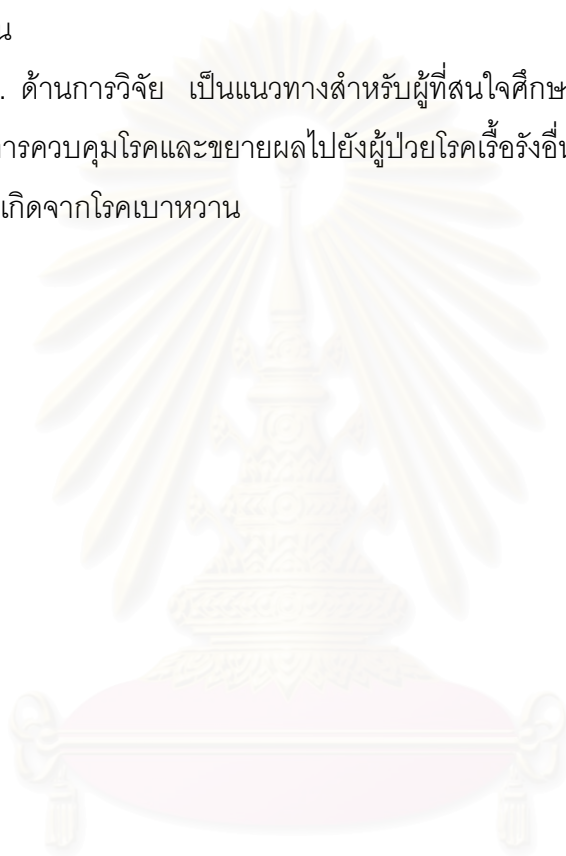 น
. ด้านการวิจัย เป็นแนวทางสำหรับผู้ที่สนใจศึกษ
ารควบคุมโรคและขยายผลไปยังผู้ป่วยโรคเรื้อรังอื่น
เกิดจากโรคเบาหวาน